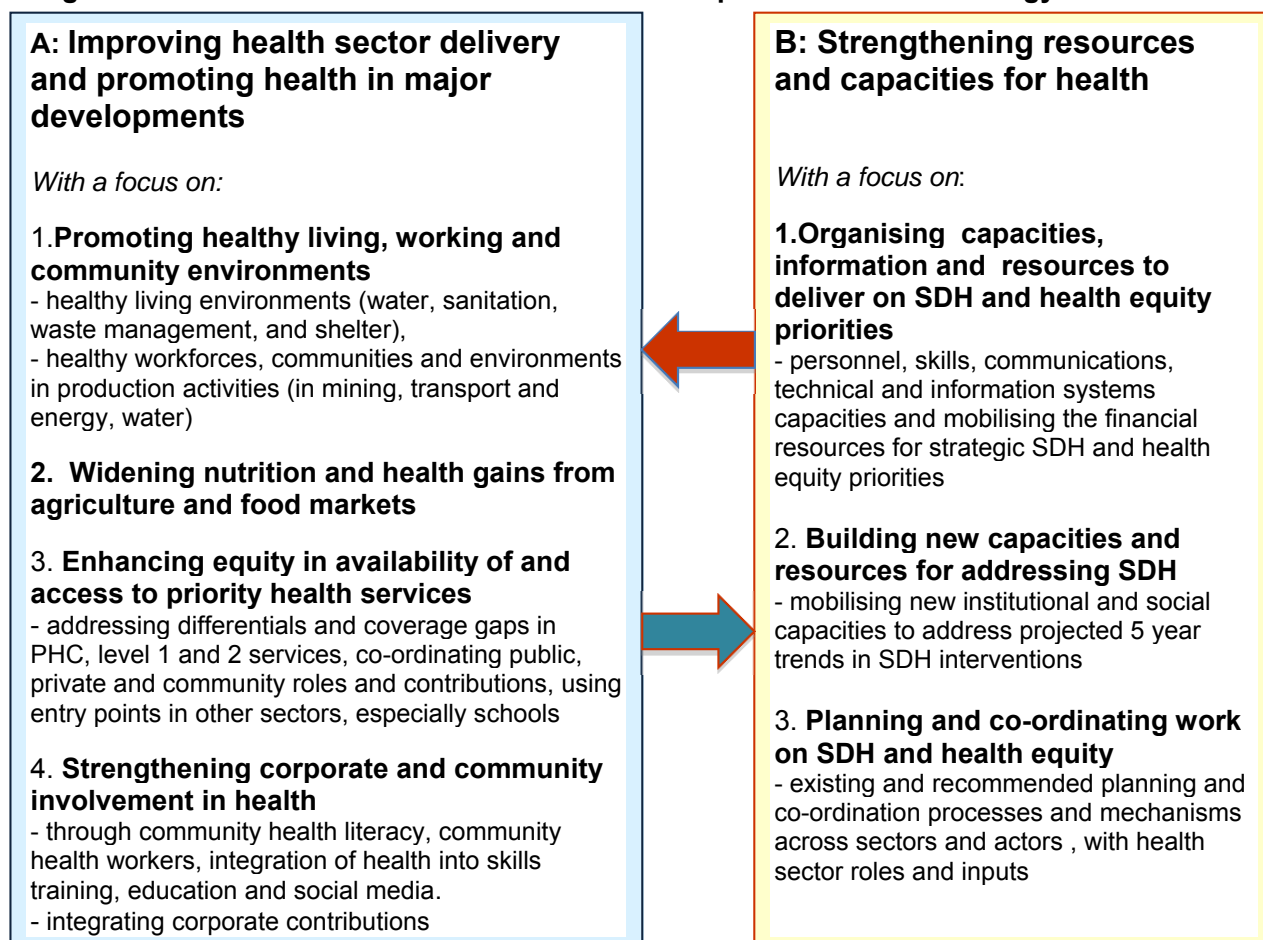 A: Improving health sector delivery
and promoting health in major
developments
With a focus on:
1.Promoting healthy living, working and
community environments
- healthy living environments (water, sanitation,
waste management, and shelter),
- healthy workforces, communities and environments
in production activities (in mining, transport and
energy, water)
2. Widening nutrition and health gains from
agriculture and food markets
3. Enhancing equity in availability of and
access to priority health services
- addressing differentials and coverage gaps in
PHC, level 1 and 2 services, co-ordinating public,
private and community roles and contributions, using
entry points in other sectors, especially schools
4. Strengthening corporate and community
involvement in health
- through community health literacy, community
health workers, integration of health into skills
training, education and social media.
- integrating corporate contributions
B: Strengthening resources
and capacities for health
With a focus on:
1.Organising capacities,
information and resources to
deliver on SDH and health equity
priorities
- personnel, skills, communications,
technical and information systems
capacities and mobilising the financial
resources for strategic SDH and health
equity priorities
2. Building new capacities and
resources for addressing SDH
- mobilising new institutional and social
capacities to address projected 5 year
trends in SDH interventions
3. Planning and co-ordinating work
on SDH and health equity
- existing and recommended planning and
co-ordination processes and mechanisms
across sectors and actors , with health
sector roles and inputs